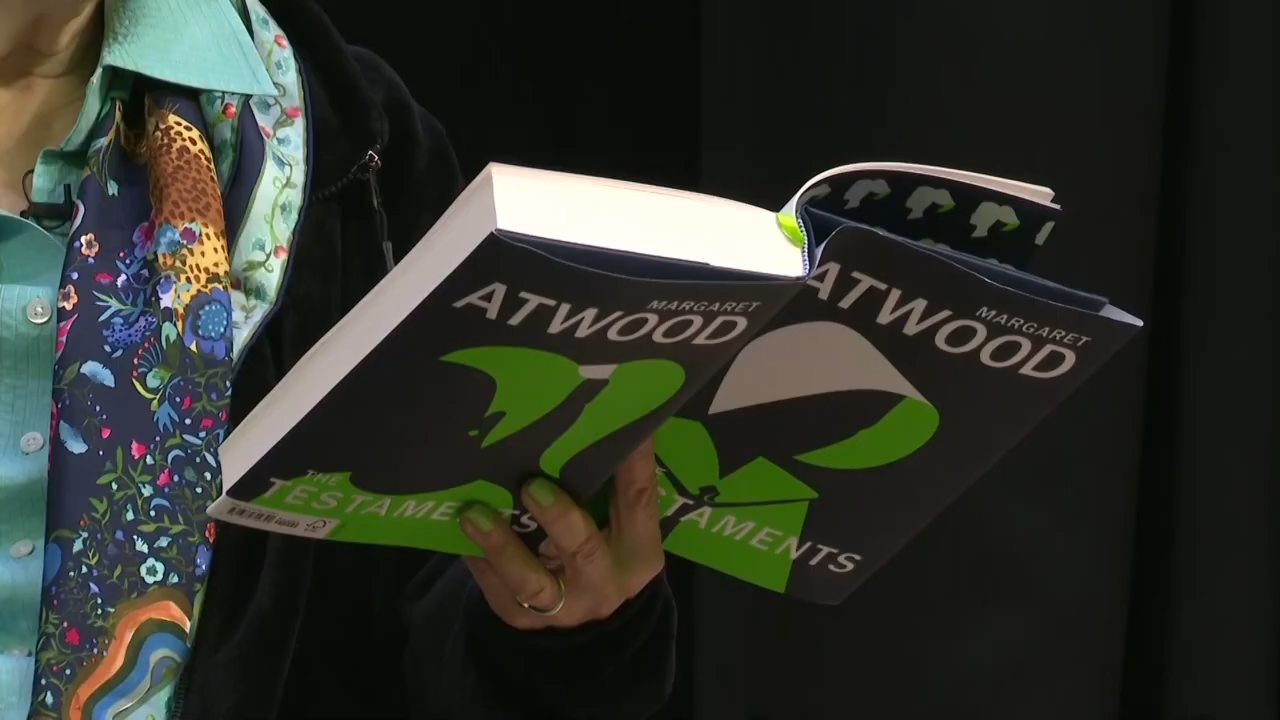 MARGARET
ATWOOD
THE
TESTAMENTS
MARGARET
ATWOOD
TESTAMENTS